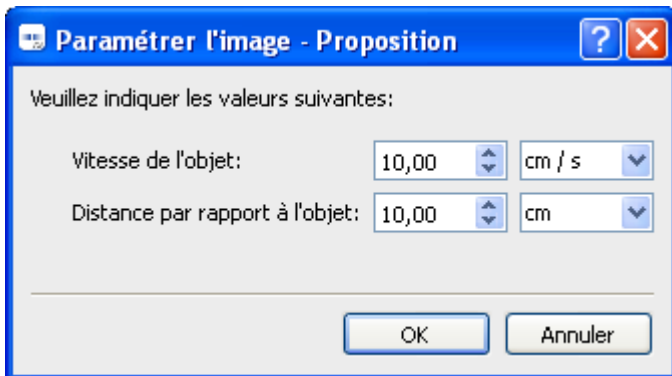 Paramétrer l'image - Proposition
Veuillez indiquer les valeurs suivantes:
Vitesse de l'objet: 10,00 cm / s
Distance par rapport à l'objet: 10,00 cm
OK Annuler